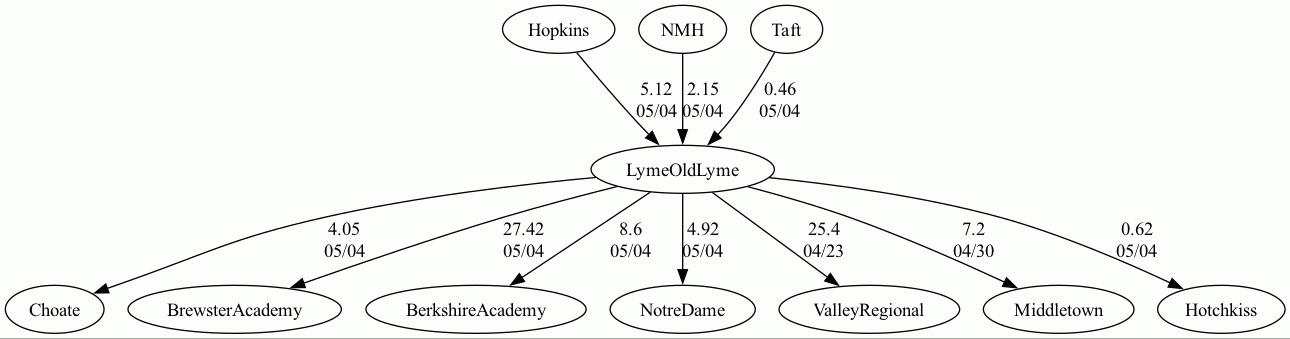 Hopkins
NMH
Taft
5.12
05/04
2.15
05/04
0.46
05/04
LymeOldLyme
4.05
05/04
27.42
05/04
8.6
05/04
4.92
05/04
25.4
04/23
7.2
04/30
0.62
05/04
Choate
BrewsterAcademy
BerkshireAcademy
NotreDame
ValleyRegional
Middletown
Hotchkiss